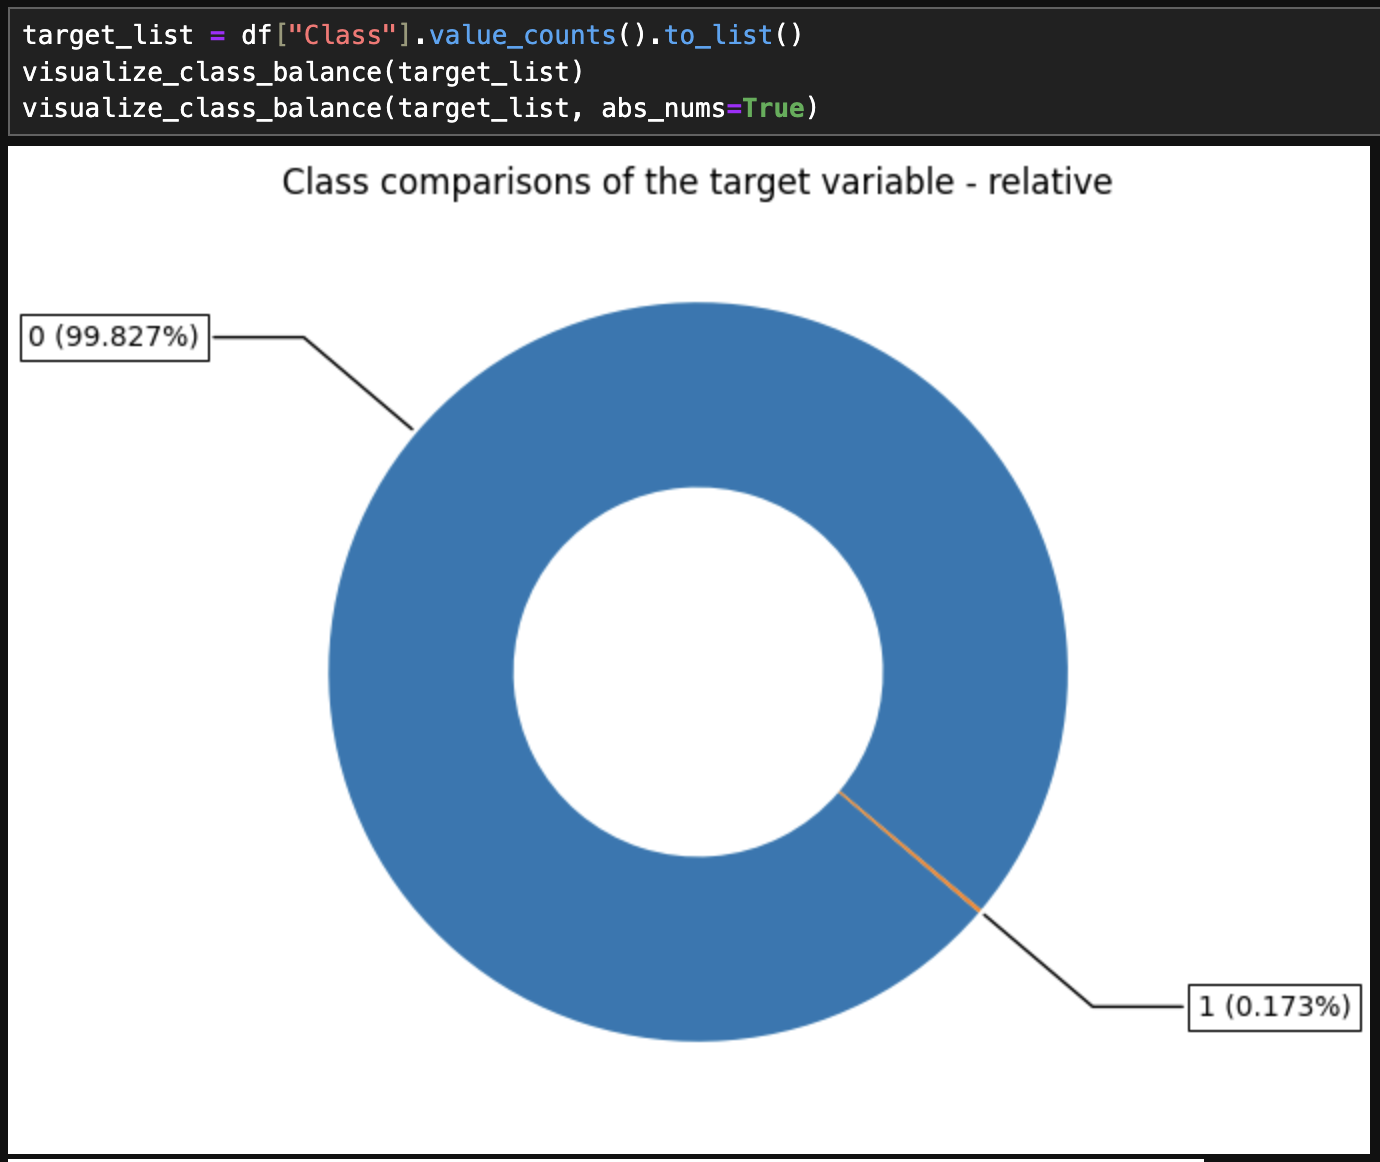 target_list = df["Class"].value_counts().to_list()
visualize_class_balance(target_list)
visualize_class_balance(target_list, abs_nums=True)
Class comparisons of the target variable - relative
0 (99.827%)
1 (0.173%)